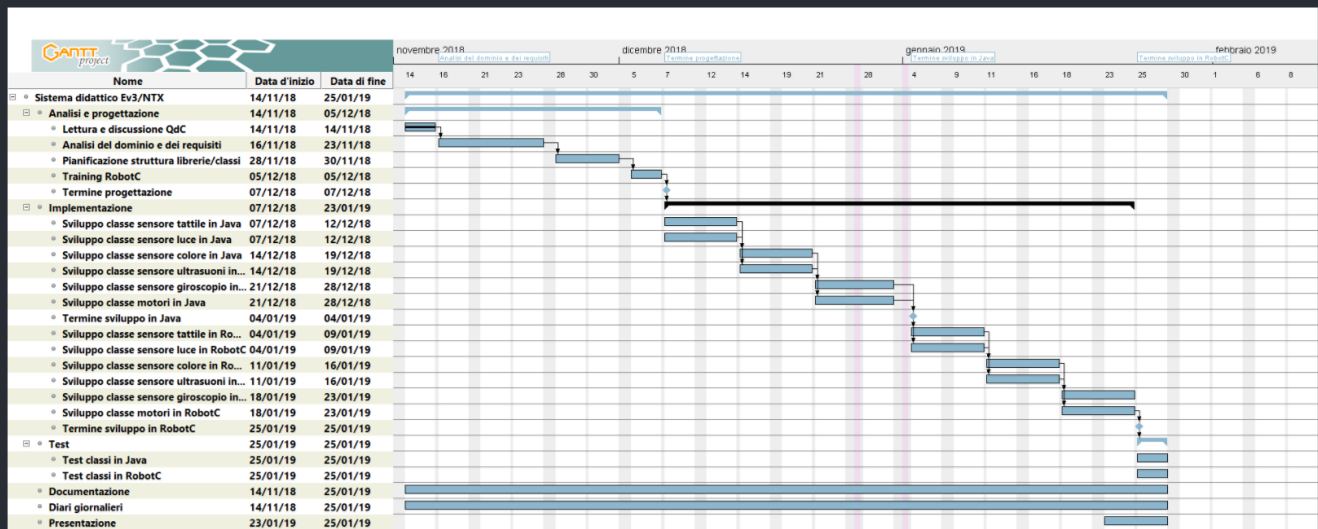 GANTT project
novembre 2018 dicembre 2018 gennaio 2019 febbraio 2019
Analisi del dominio e dei requisiti Termine progettazione Termine sviluppo in Java Termine sviluppo in RobotC
Nome Data d'inizio Data di fine 14 16 21 23 28 30 5 7 12 14 19 21 28 4 9 11 16 18 23 25 30 1 6 8
Sistema didattico Ev3/NTX 14/11/18 25/01/19
Analisi e progettazione 14/11/18 05/12/18
Lettura e discussione QdC 14/11/18 14/11/18
Analisi del dominio e dei requisiti 16/11/18 23/11/18
Pianificazione struttura librerie/classi 28/11/18 30/11/18
Training RobotC 05/12/18 05/12/18
Termine progettazione 07/12/18 07/12/18
Implementazione 07/12/18 23/01/19
Sviluppo classe sensore tattile in Java 07/12/18 12/12/18
Sviluppo classe sensore luce in Java 07/12/18 12/12/18
Sviluppo classe sensore colore in Java 14/12/18 19/12/18
Sviluppo classe sensore ultrasuoni in... 14/12/18 19/12/18
Sviluppo classe sensore giroscopio in... 21/12/18 28/12/18
Sviluppo classe motori in Java 21/12/18 28/12/18
Termine sviluppo in Java 04/01/19 04/01/19
Sviluppo classe sensore tattile in Ro... 04/01/19 09/01/19
Sviluppo classe sensore luce in RobotC 04/01/19 09/01/19
Sviluppo classe sensore colore in Ro... 11/01/19 16/01/19
Sviluppo classe sensore ultrasuoni in... 11/01/19 16/01/19
Sviluppo classe sensore giroscopio in... 18/01/19 23/01/19
Sviluppo classe motori in RobotC 18/01/19 23/01/19
Termine sviluppo in RobotC 25/01/19 25/01/19
Test 25/01/19 25/01/19
Test classi in Java 25/01/19 25/01/19
Test classi in RobotC 25/01/19 25/01/19
Documentazione 14/11/18 25/01/19
Diari giornalieri 14/11/18 25/01/19
Presentazione 23/01/19 25/01/19